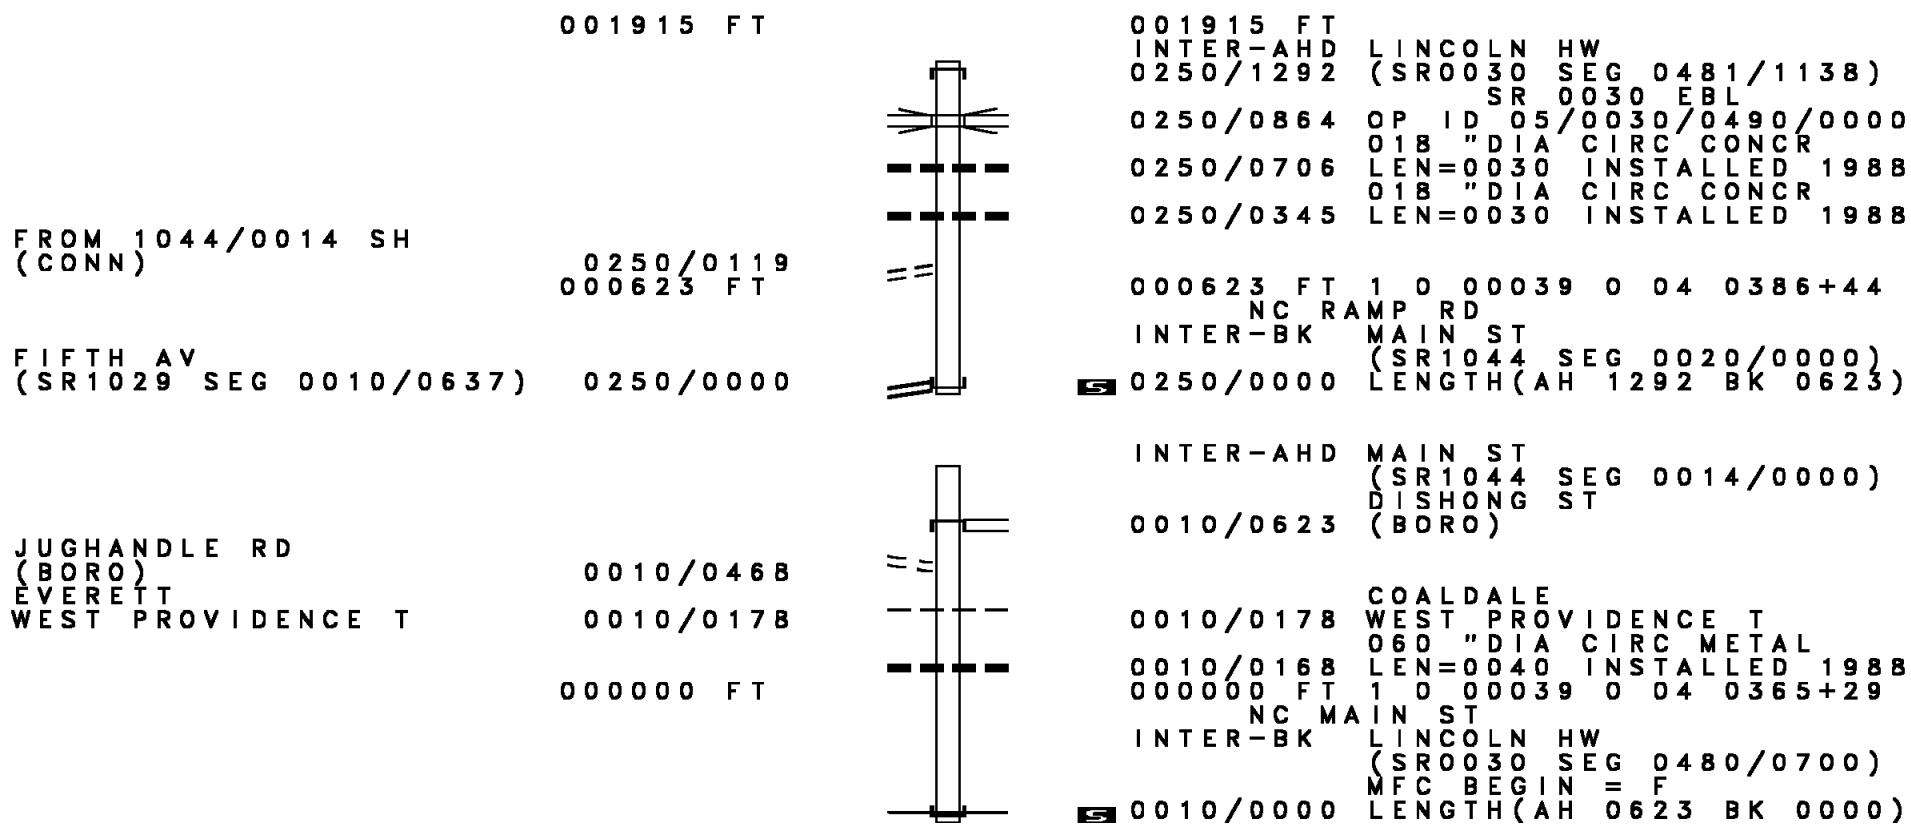 001915 FT 001915 FT
INTER-AHD LINCOLN HW
0250/1292 (SR0030 SEG 0481/1138)
SR 0030 EBL
0250/0864 OP ID 05/0030/0490/0000
018 "DIA CIRC CONCR
0250/0706 LEN=0030 INSTALLED 1988
018 "DIA CIRC CONCR
0250/0345 LEN=0030 INSTALLED 1988
FROM 1044/0014 SH
(CONN) 0250/0119
000623 FT 000623 FT 1 0 00039 0 04 0386+44
NC RAMP RD
INTER-BK MAIN ST
FIFTH AV (SR1044 SEG 0020/0000)
(SR1029 SEG 0010/0637) 0250/0000 S 0250/0000 LENGTH(AH 1292 BK 0623)
INTER-AHD MAIN ST
(SR1044 SEG 0014/0000)
DISHONG ST
0010/0623 (BORO)
JUGHANDLE RD
(BORO) 0010/0468
EVERETT COALDALE
WEST PROVIDENCE T 0010/0178 0010/0178 WEST PROVIDENCE T
060 "DIA CIRC METAL
0010/0168 LEN=0040 INSTALLED 1988
000000 FT 000000 FT 1 0 00039 0 04 0365+29
NC MAIN ST
INTER-BK LINCOLN HW
(SR0030 SEG 0480/0700)
MFC BEGIN = F
S 0010/0000 LENGTH(AH 0623 BK 0000)